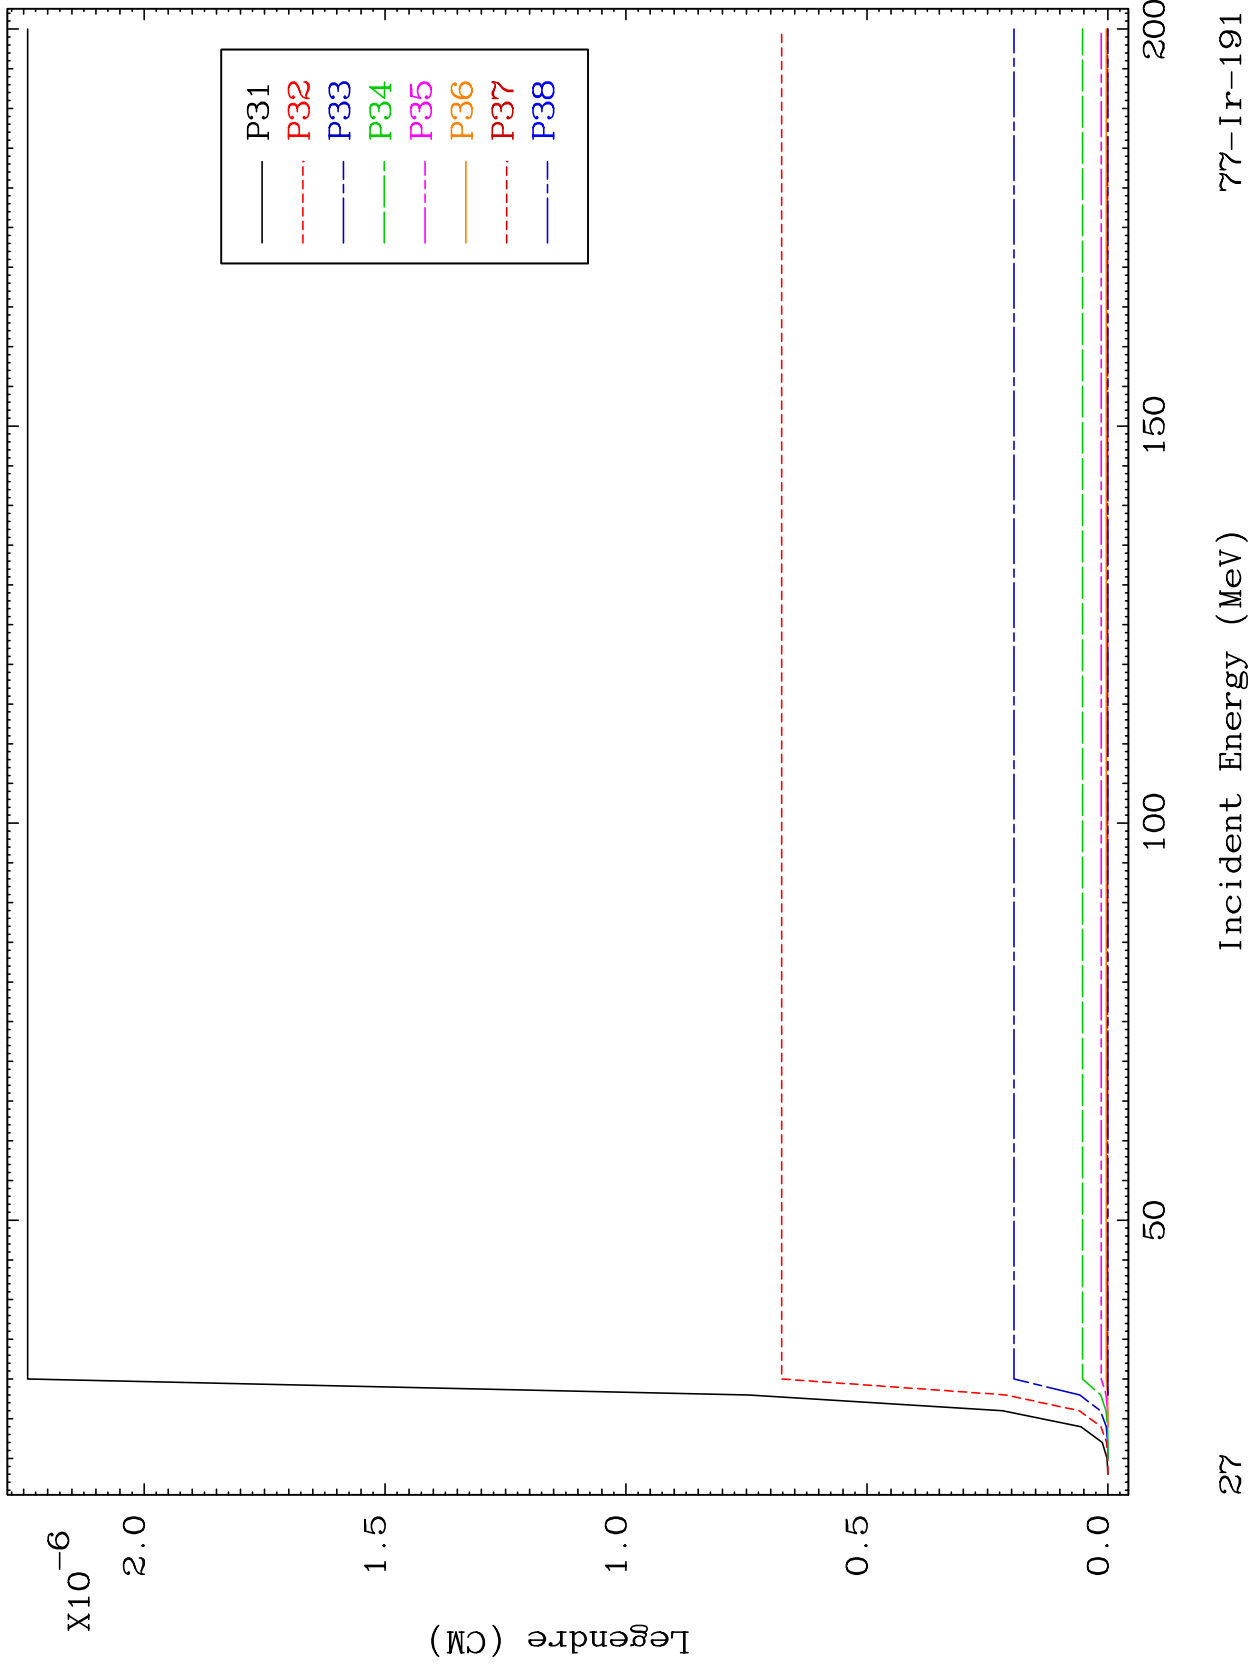 X10-6
2.0
1.5
1.0
0.5
0.0
Legendre (CM)
P31
P32
P33
P34
P35
P36
P37
P38
50
100
150
200
27
Incident Energy (MeV)
77-Ir-191